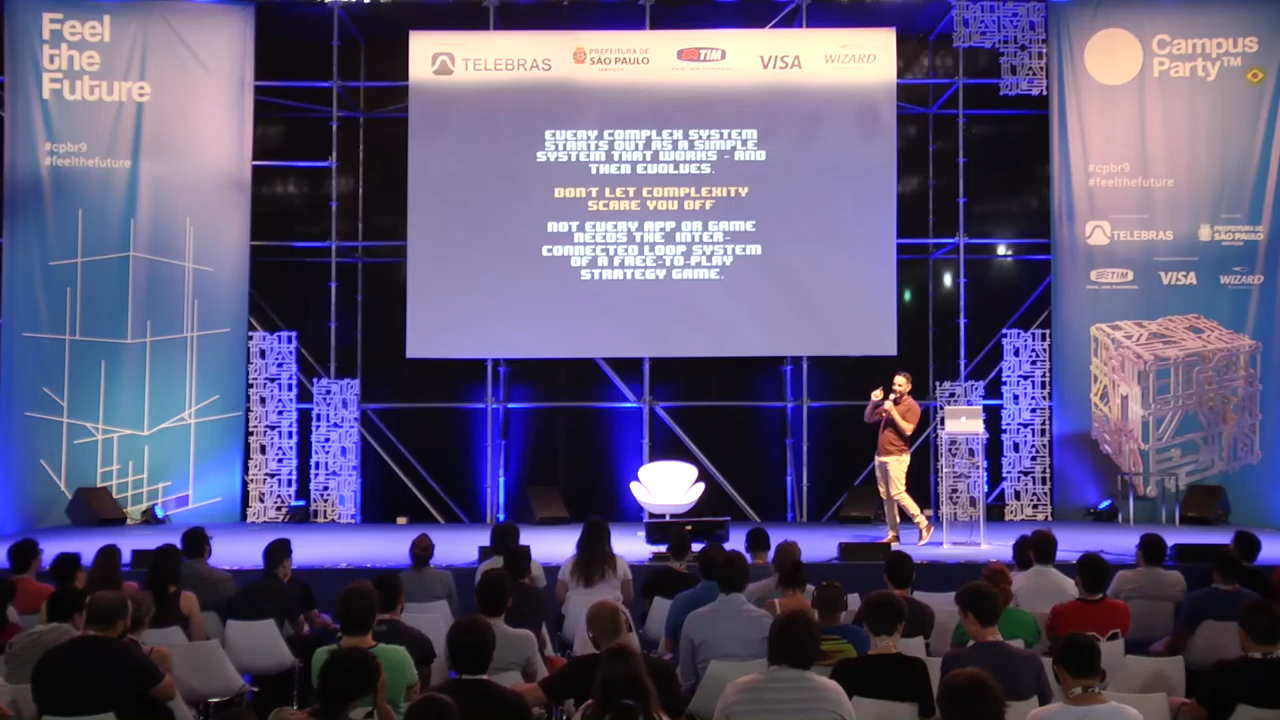 Feel
the
Future
#cpbr9
#feelthefuture
TELEBRAS
PREFEITURA DE
SÃO PAULO
TIM
VISA
WIZARD
EVERY COMPLEX SYSTEM
STARTS OUT AS A SIMPLE
SYSTEM THAT WORKS - AND
THEN EVOLVES.
DON'T LET COMPLEXITY
SCARE YOU OFF
NOT EVERY APP OR GAME
NEEDS THE INTER-
CONNECTED LOOP SYSTEM
OF A FREE-TO-PLAY
STRATEGY GAME.
Campus
Party™
#cpbr9
#feelthefuture
TELEBRAS
PREFEITURA DE
SÃO PAULO
TIM
VISA
WIZARD